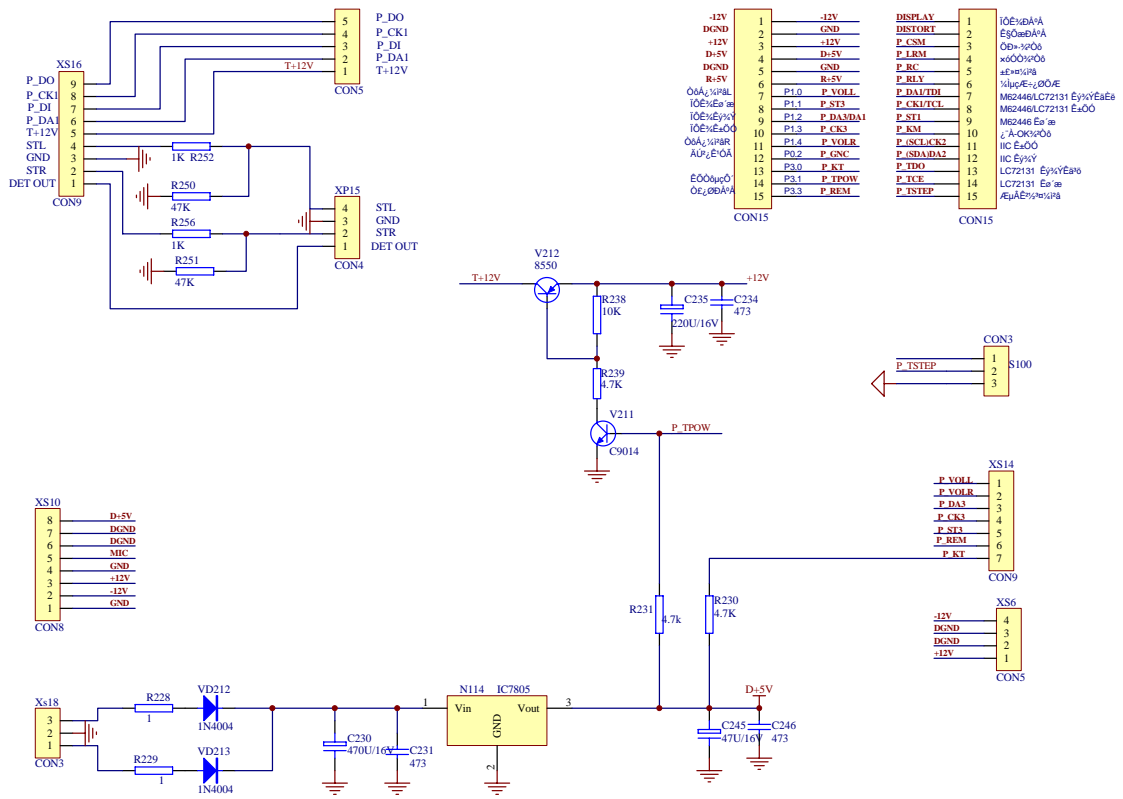 P_DO
P_CK1
P_DI
P_DA1
T+12V
T+12V
5
4
3
2
1
CON5
XS16
P_DO
P_CK1
P_DI
P_DA1
T+12V
STL
GND
STR
DET OUT
9
8
7
6
5
4
3
2
1
CON9
1K R252
R250
47K
R256
1K
R251
47K
XP15
4
3
2
1
STL
GND
STR
DET OUT
CON4
-12V
DGND
+12V
D+5V
DGND
R+5V
1
2
3
4
5
6
7
8
9
10
11
12
13
14
15
CON15
-12V
GND
+12V
D+5V
GND
R+5V
P1.0 P_VOLL
P1.1 P_ST3
P1.2 P_DA3/DA1
P1.3 P_CK3
P1.4 P_VOLR
P0.2 P_GNC
P3.0 P_KT
P3.1 P_TPOW
P3.3 P_REM
DISPLAY
DISTORT
P_CSM
P_LRM
P_RC
P_RLY
P_DA1/TDI
P_CK1/TCL
P_ST1
P_KM
P_(SCL)CK2
P_(SDA)DA2
P_TDO
P_TCE
P_TSTEP
1
2
3
4
5
6
7
8
9
10
11
12
13
14
15
CON15
M62446/LC72131
M62446/LC72131
M62446
IIC
IIC
LC72131
LC72131
V212
8550
T+12V
+12V
R238
10K
C235
220U/16V
C234
473
R239
4.7K
V211
C9014
P_TPOW
CON3
P_TSTEP
1
2
3
S100
XS14
P_VOLL
P_VOLR
P_DA3
P_CK3
P_ST3
P_REM
P_KT
1
2
3
4
5
6
7
CON9
XS10
8
7
6
5
4
3
2
1
D+5V
DGND
DGND
MIC
GND
+12V
-12V
GND
CON8
R231
4.7k
R230
4.7K
XS6
-12V
DGND
DGND
+12V
4
3
2
1
CON5
Xs18
3
2
1
CON3
R228
1
VD212
1N4004
R229
1
VD213
1N4004
C230
470U/16V
C231
473
N114 IC7805
1
Vin
Vout
GND
2
3
D+5V
C245
47U/16V
C246
473